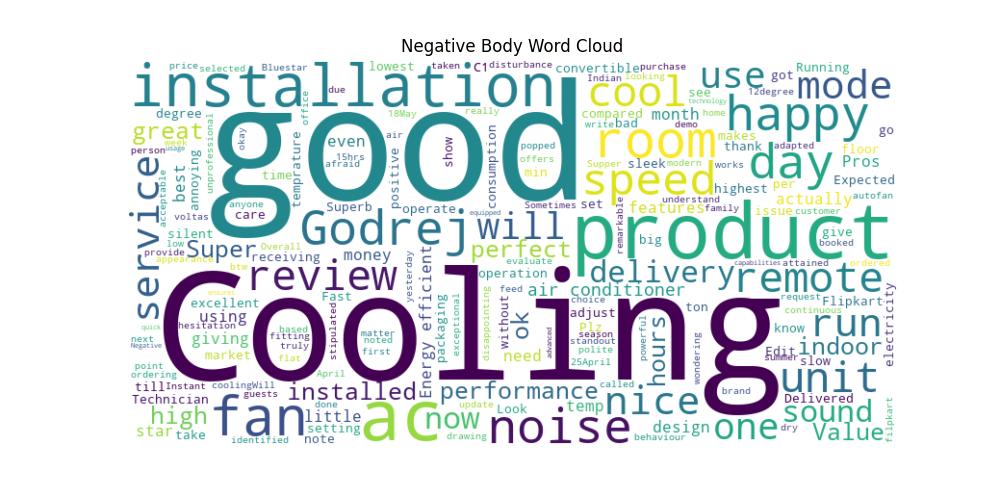 Negative Body Word Cloud
price selected Bluestar lowest taken C1 disturbance convertible purchase
installation due Indian looking use got Running
cool see technology 12degree mode
degree office 18May really compared month home happy
great week good write bad demo go
person usage unprofessional okay even air show popped room makes thank adapted floor
annoying temprature 15hrs afraid positive consumption offers Supper sleek modern works day Pros
service acceptable best time min speed highest per Expected
anyone Superb operate Sometimes set understand actually autofan
voltas care equipped remarkable features family issue customer
silent Godrej will product give
low Super Overall money perfect big booked
provide receiving evaluate capabilities attained ordered
appearance btw review yesterday operation delivery remote
excellent Fast Energy efficient feed air conditioner ton request Flipkart electricity
using packaging without choice adjust continuous
quick hesitation based stipulated matter exceptional ok season powerful hours know run
next giving fitting noted disappointing Plz standout wondering Edit indoor
Negative market truly first need advanced polite summer slow
point Cooling flat 25April unit
ordering April
till Instant coolingWill guests installed performance called nice brand Delivered
Technician done little update Look temp sound
high fan setting ac now noise design one dry Value
star take identified note drawing behaviour filpkart